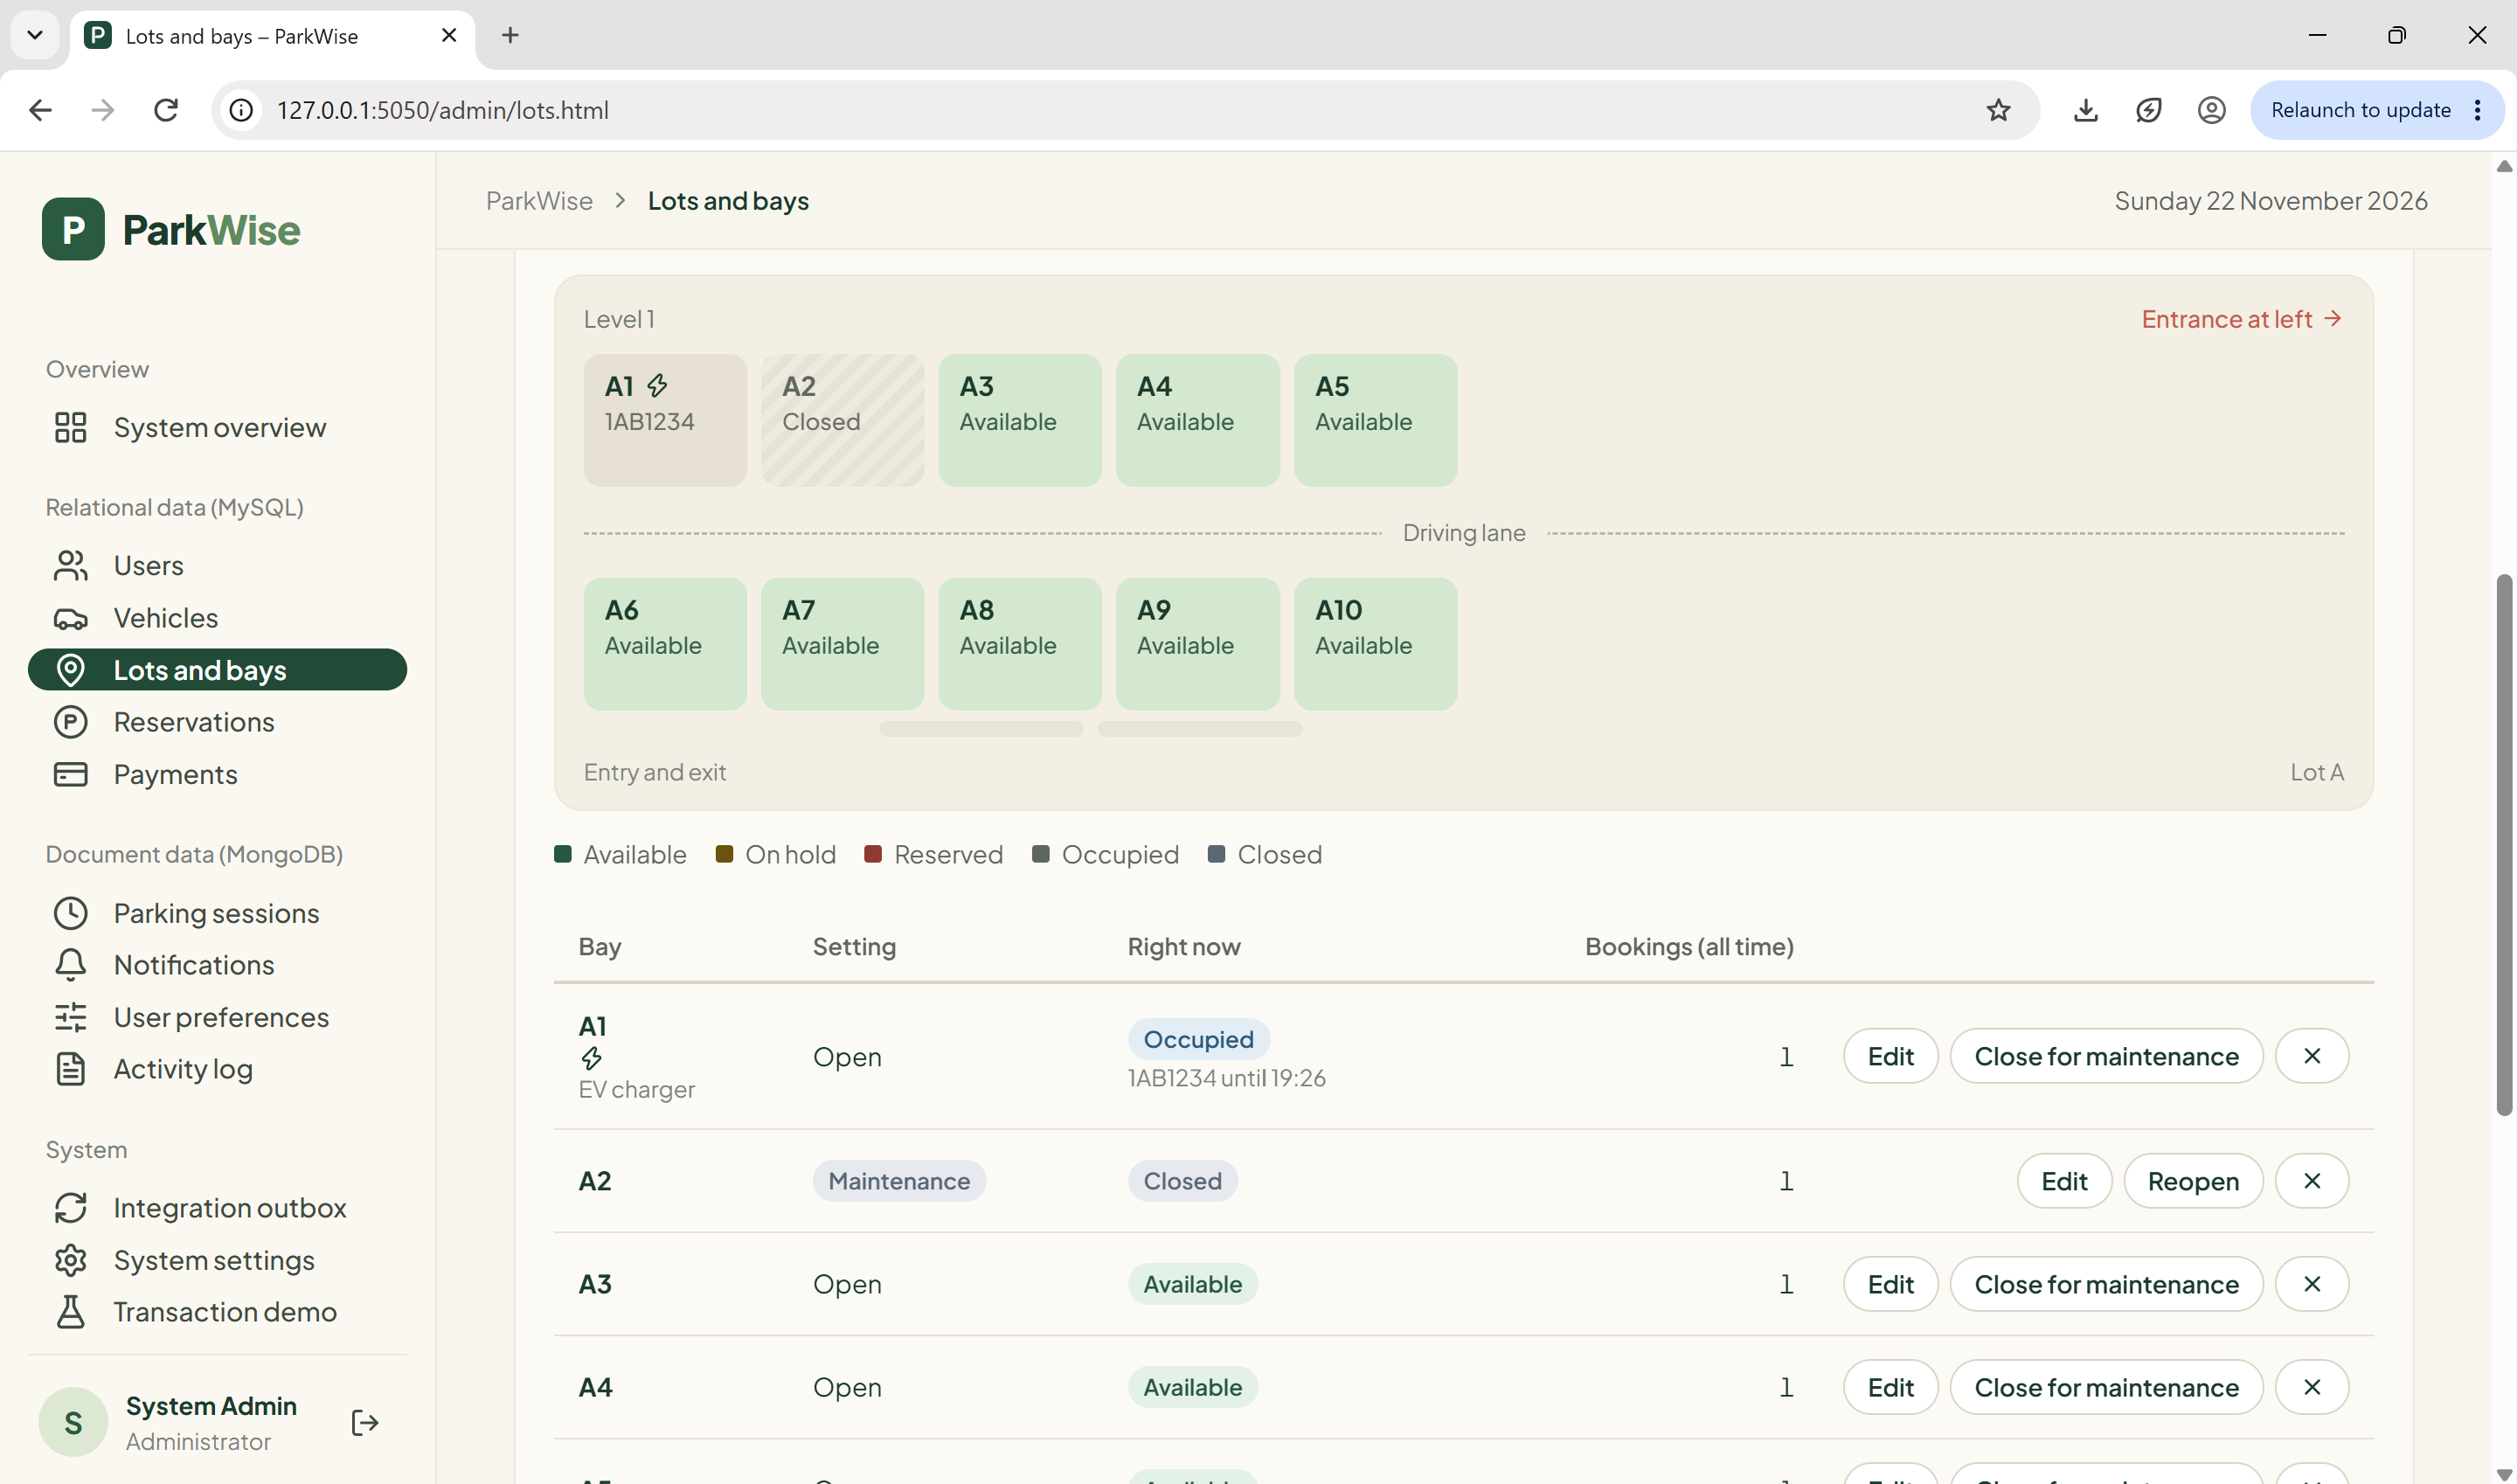 Lots and bays – ParkWise
127.0.0.1:5050/admin/lots.html
Relaunch to update
P ParkWise
ParkWise > Lots and bays
Sunday 22 November 2026
Overview
System overview
Relational data (MySQL)
Users
Vehicles
Lots and bays
Reservations
Payments
Document data (MongoDB)
Parking sessions
Notifications
User preferences
Activity log
System
Integration outbox
System settings
Transaction demo
S
System Admin
Administrator
Level 1
Entrance at left →
A1
1AB1234
A2
Closed
A3
Available
A4
Available
A5
Available
Driving lane
A6
Available
A7
Available
A8
Available
A9
Available
A10
Available
Entry and exit
Lot A
Available On hold Reserved Occupied Closed
Bay Setting Right now Bookings (all time)
A1
EV charger
Open
Occupied
1AB1234 until 19:26
1 Edit Close for maintenance ×
A2 Maintenance Closed 1 Edit Reopen ×
A3 Open Available 1 Edit Close for maintenance ×
A4 Open Available 1 Edit Close for maintenance ×